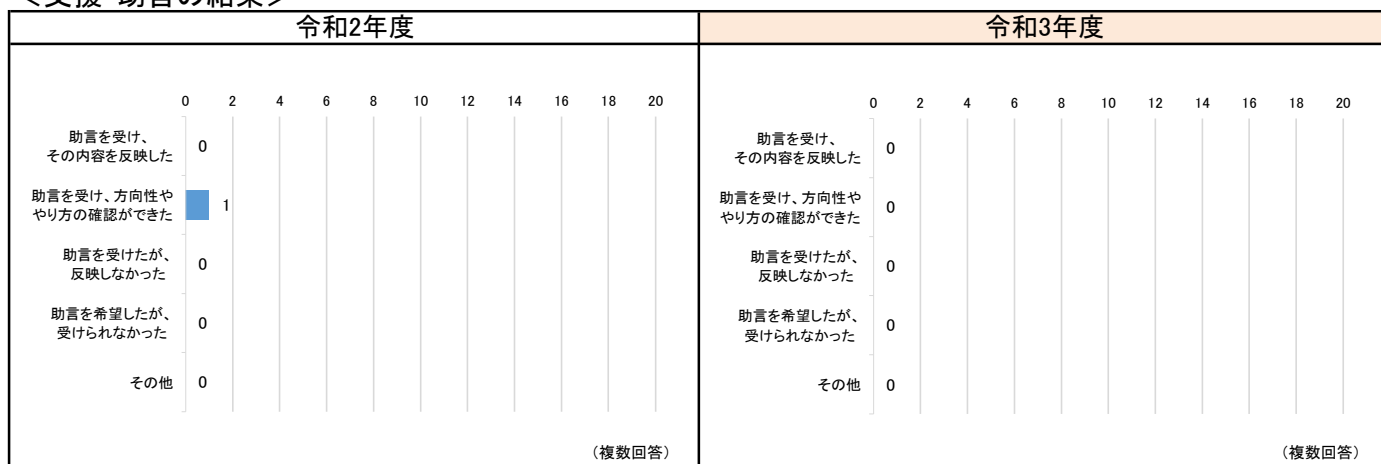 ＜支援・助言の結果＞
令和2年度
0 2 4 6 8 10 12 14 16 18 20
助言を受け、
その内容を反映した 0
助言を受け、方向性や
やり方の確認ができた 1
助言を受けたが、
反映しなかった 0
助言を希望したが、
受けられなかった 0
その他 0
（複数回答）
令和3年度
0 2 4 6 8 10 12 14 16 18 20
助言を受け、
その内容を反映した 0
助言を受け、方向性や
やり方の確認ができた 0
助言を受けたが、
反映しなかった 0
助言を希望したが、
受けられなかった 0
その他 0
（複数回答）